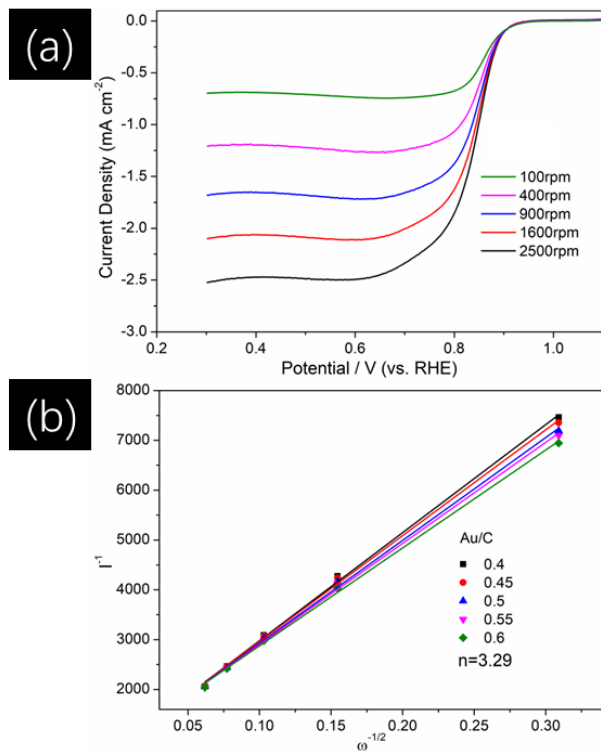 (a)
0.0
-0.5
-1.0
-1.5
-2.0
-2.5
-3.0
Current Density (mA cm⁻²)
100rpm
400rpm
900rpm
1600rpm
2500rpm
0.2 0.4 0.6 0.8 1.0
Potential / V (vs. RHE)
(b)
8000
7000
6000
5000
4000
3000
2000
I⁻¹
Au/C
0.4
0.45
0.5
0.55
0.6
n=3.29
0.05 0.10 0.15 0.20 0.25 0.30
ω⁻¹/²